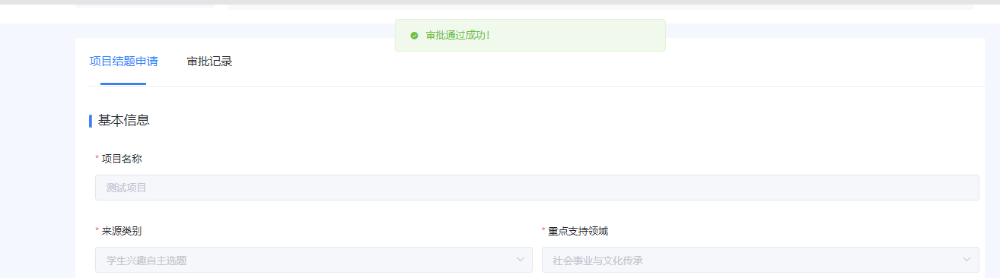 审批通过成功!
项目结题申请 审批记录
基本信息
* 项目名称
测试项目
* 来源类别 * 重点支持领域
学生兴趣自主选题 社会事业与文化传承